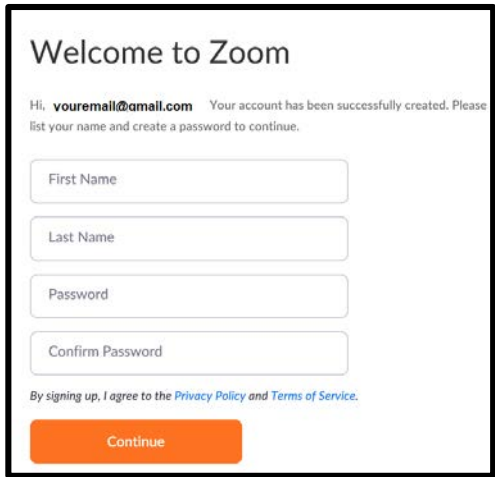 Welcome to Zoom
Hi, youremail@gmail.com Your account has been successfully created. Please
list your name and create a password to continue.
First Name
Last Name
Password
Confirm Password
By signing up, I agree to the Privacy Policy and Terms of Service.
Continue